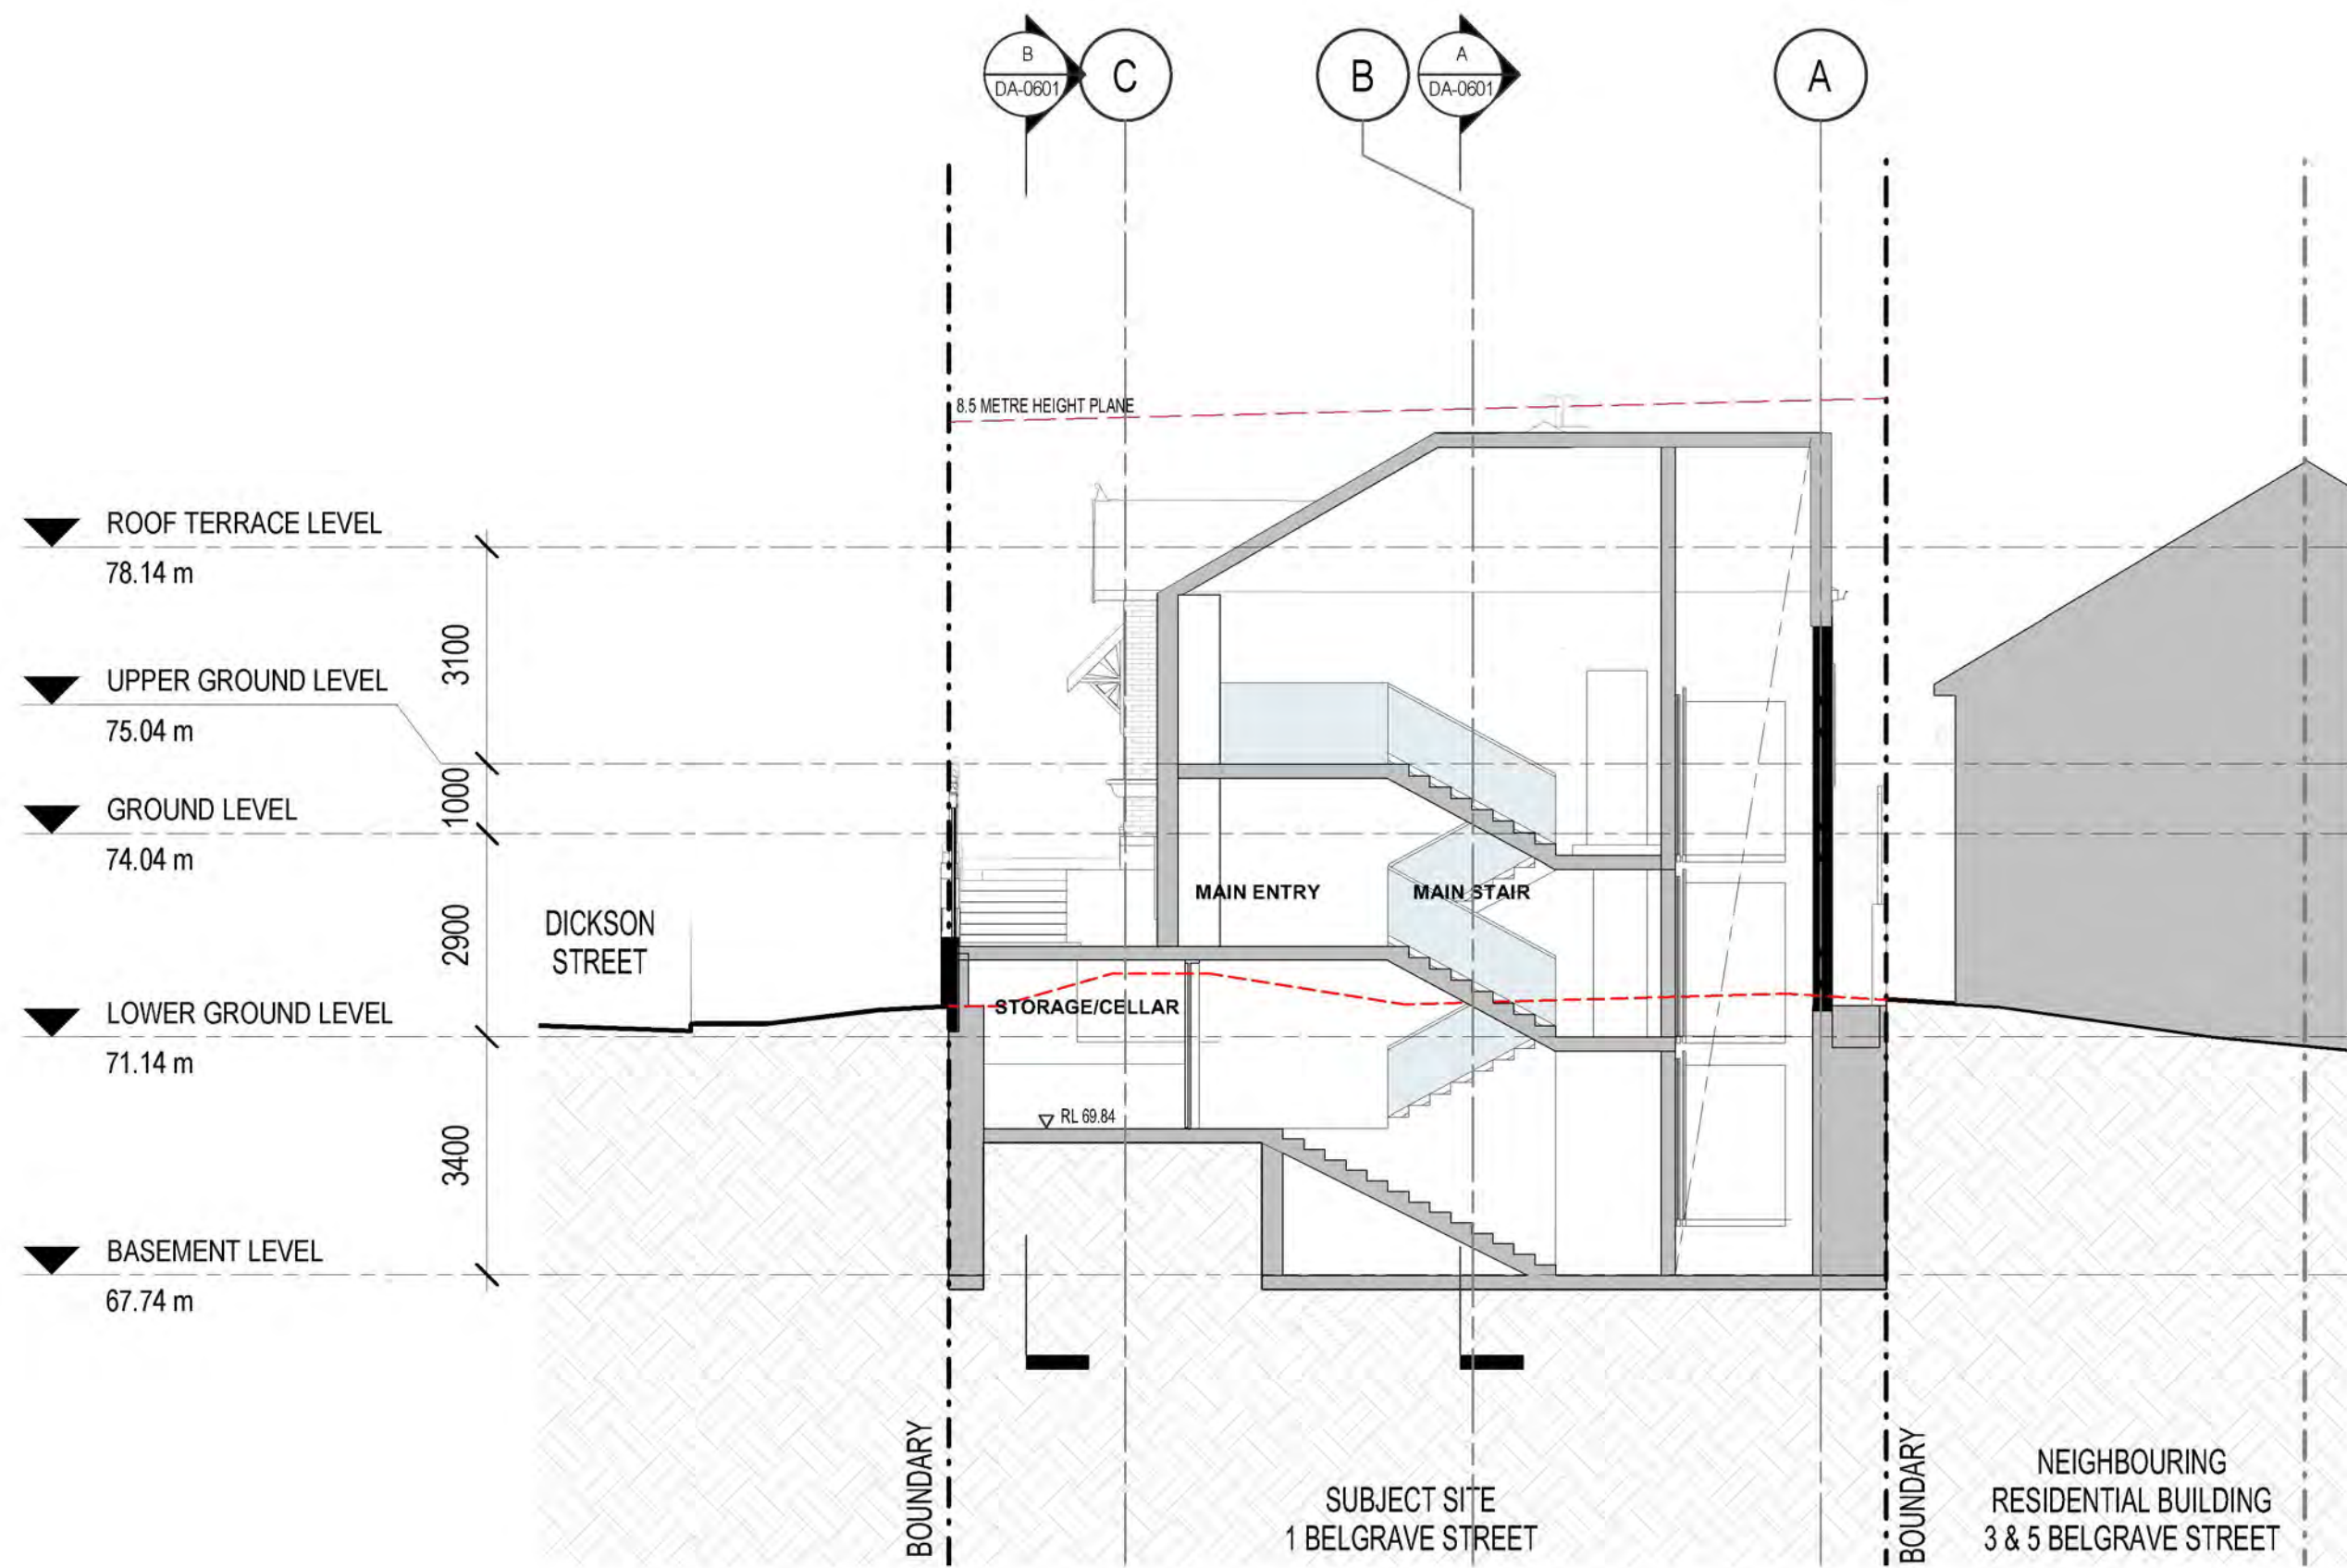 B
DA-0601
C
B
A
DA-0601
A
8.5 METRE HEIGHT PLANE
ROOF TERRACE LEVEL
78.14 m
3100
UPPER GROUND LEVEL
75.04 m
1000
GROUND LEVEL
74.04 m
MAIN ENTRY
MAIN STAIR
2900
DICKSON
STREET
LOWER GROUND LEVEL
71.14 m
STORAGE/CELLAR
RL 69.84
3400
BASEMENT LEVEL
67.74 m
BOUNDARY
SUBJECT SITE
1 BELGRAVE STREET
BOUNDARY
NEIGHBOURING
RESIDENTIAL BUILDING
3 & 5 BELGRAVE STREET